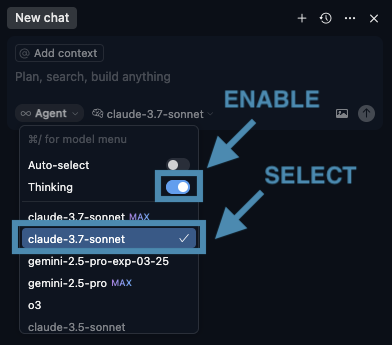 New chat
@ Add context
Plan, search, build anything
∞ Agent
claude-3.7-sonnet
ENABLE
⌘/ for model menu
Auto-select
Thinking
SELECT
claude-3.7-sonnet MAX
claude-3.7-sonnet
gemini-2.5-pro-exp-03-25
gemini-2.5-pro MAX
o3
claude-3.5-sonnet